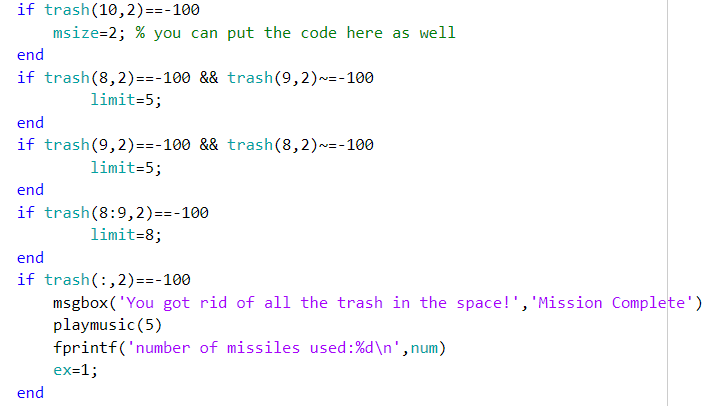 if trash(10,2)==-100
    msize=2; % you can put the code here as well
end
if trash(8,2)==-100 && trash(9,2)~=-100
        limit=5;
end
if trash(9,2)==-100 && trash(8,2)~=-100
        limit=5;
end
if trash(8:9,2)==-100
        limit=8;
end
if trash(:,2)==-100
    msgbox('You got rid of all the trash in the space!','Mission Complete')
    playmusic(5)
    fprintf('number of missiles used:%d\n',num)
    ex=1;
end